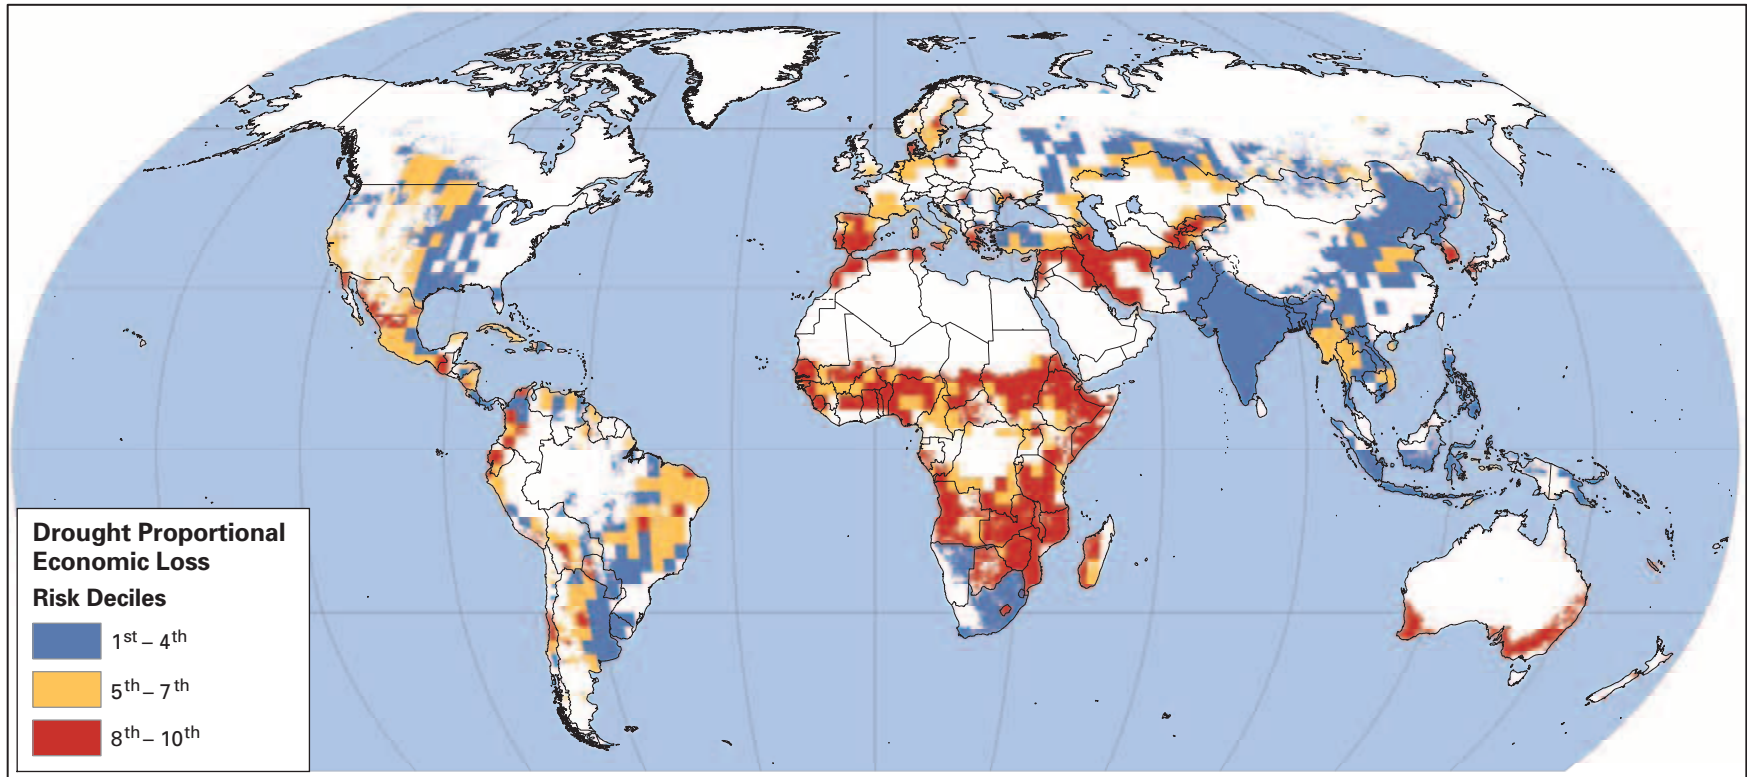 Drought Proportional
Economic Loss
Risk Deciles
1st – 4th
5th – 7th
8th – 10th